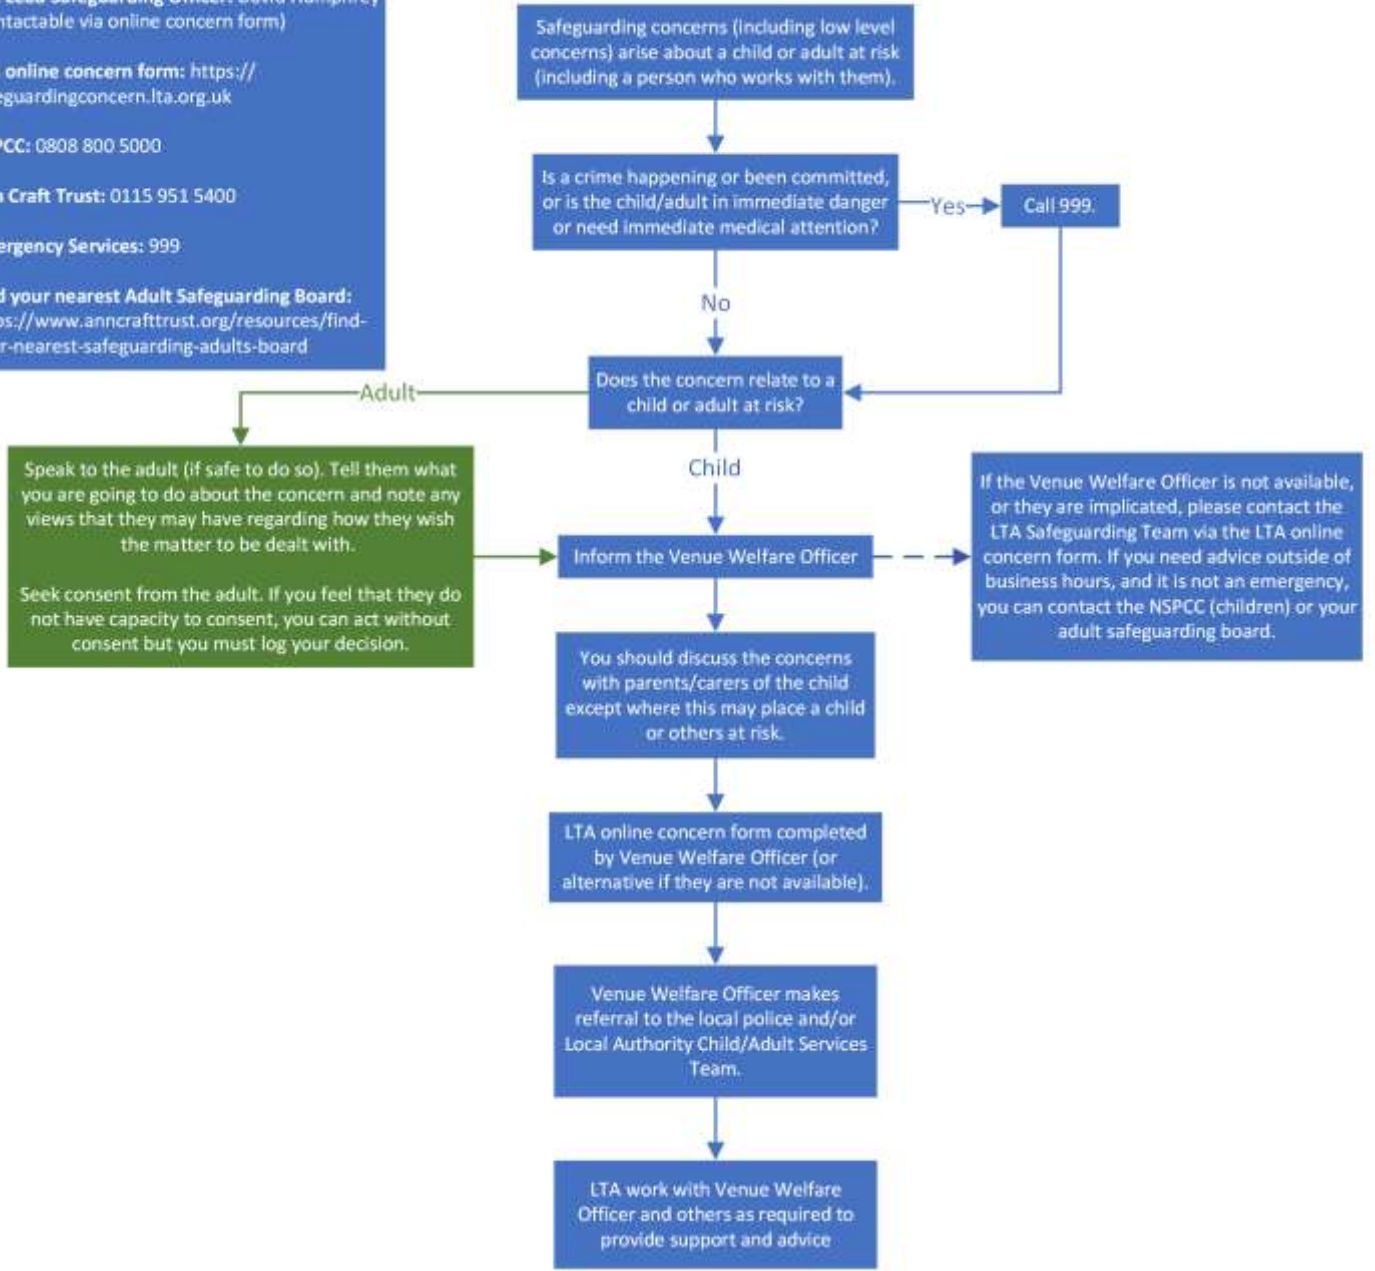 Safeguarding Officer:
(contactable via online concern form)
online concern form: https://
eguardingconcern.lta.org.uk
PCC: 0808 800 5000
Craft Trust: 0115 951 5400
ergency Services: 999
d your nearest Adult Safeguarding Board:
os://www.anncrafttrust.org/resources/find-
r-nearest-safeguarding-adults-board
Safeguarding concerns (including low level
concerns) arise about a child or adult at risk
(including a person who works with them).
Is a crime happening or been committed,
or is the child/adult in immediate danger
or need immediate medical attention?
Yes
Call 999.
No
Does the concern relate to a
child or adult at risk?
Adult
Child
Speak to the adult (if safe to do so). Tell them what
you are going to do about the concern and note any
views that they may have regarding how they wish
the matter to be dealt with.
Seek consent from the adult. If you feel that they do
not have capacity to consent, you can act without
consent but you must log your decision.
Inform the Venue Welfare Officer
If the Venue Welfare Officer is not available,
or they are implicated, please contact the
LTA Safeguarding Team via the LTA online
concern form. If you need advice outside of
business hours, and it is not an emergency,
you can contact the NSPCC (children) or your
adult safeguarding board.
You should discuss the concerns
with parents/carers of the child
except where this may place a child
or others at risk.
LTA online concern form completed
by Venue Welfare Officer (or
alternative if they are not available).
Venue Welfare Officer makes
referral to the local police and/or
Local Authority Child/Adult Services
Team.
LTA work with Venue Welfare
Officer and others as required to
provide support and advice